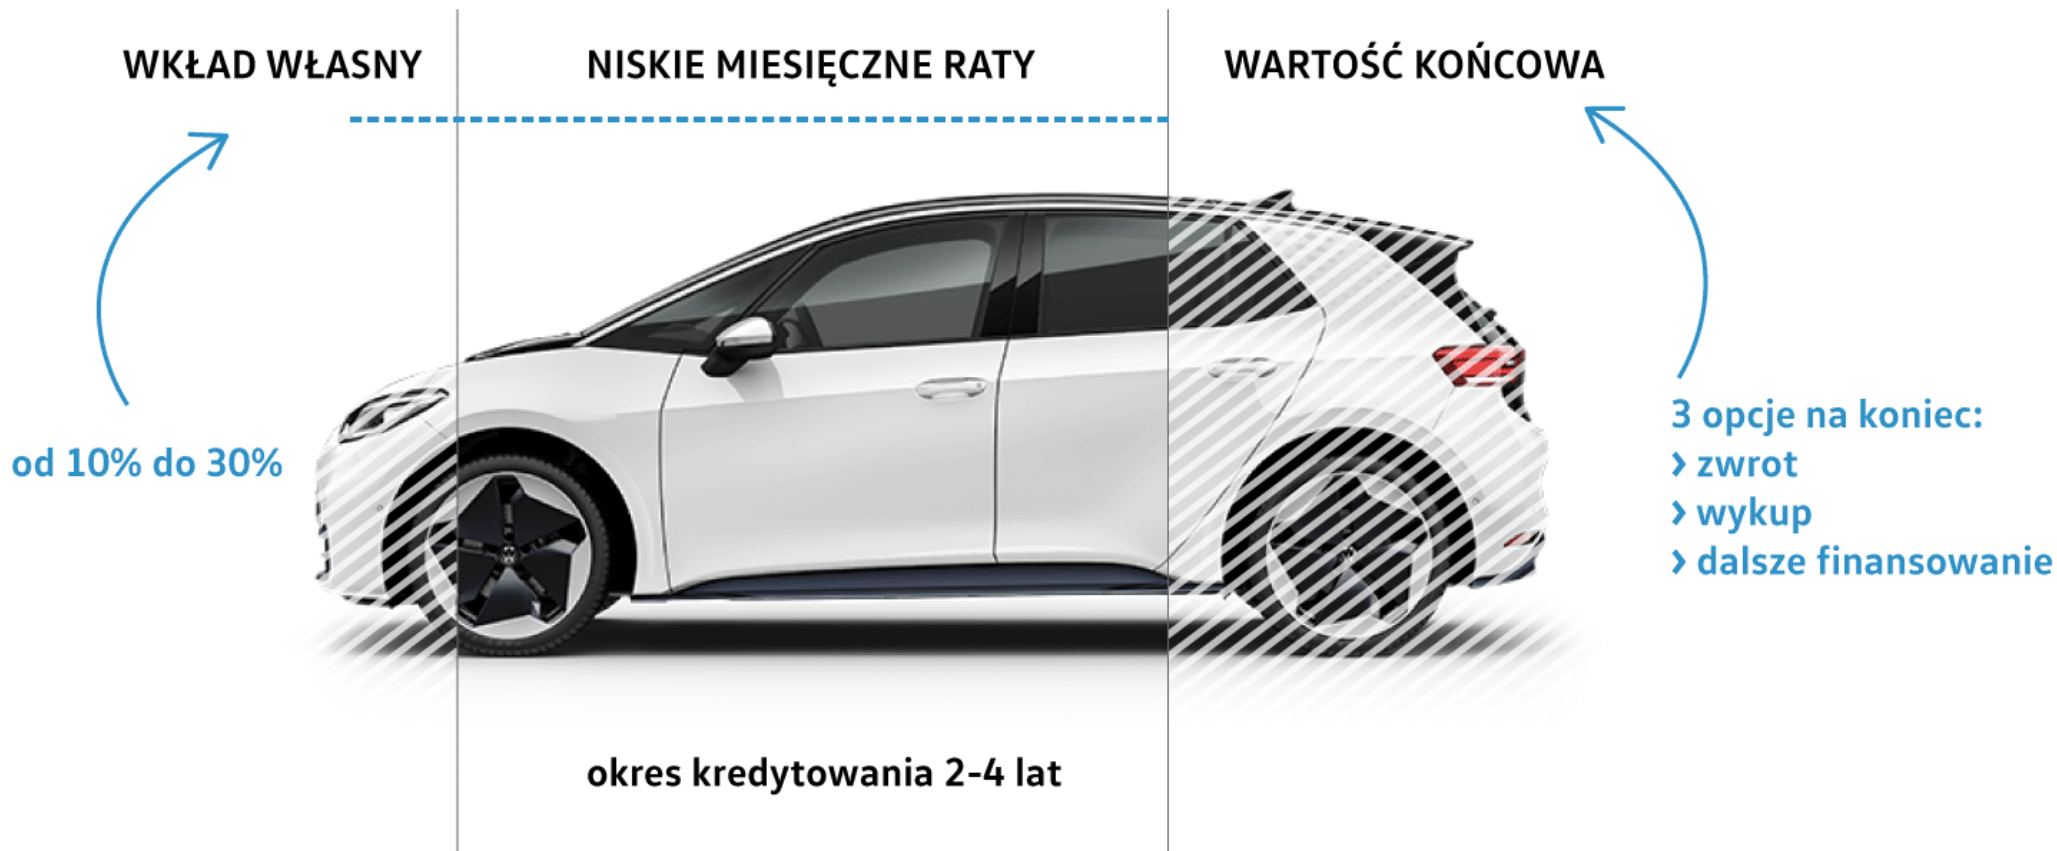 WKŁAD WŁASNY
NISKIE MIESIĘCZNE RATY
WARTOŚĆ KOŃCOWA
od 10% do 30%
3 opcje na koniec:
› zwrot
› wykup
› dalsze finansowanie
okres kredytowania 2-4 lat